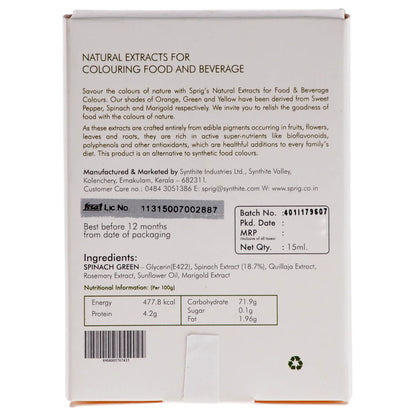 NATURAL EXTRACTS FOR
COLOURING FOOD AND BEVERAGE
Savour the colours of nature with Sprig's Natural Extracts for Food & Beverage
Colours. Our shades of Orange, Green and Yellow have been derived from Sweet
Pepper, Spinach and Marigold respectively. We invite you to relish the goodness of
food with the colours of nature.
As these extracts are crafted entirely from edible pigments occurring in fruits, flowers,
leaves and roots, they are rich in active super-nutrients like bioflavonoids,
polyphenols and other antioxidants, which are healthful additions to every family's
diet. This product is an alternative to synthetic food colours.
Manufactured & Marketed by Synthite Industries Ltd., Synthite Valley,
Kolenchery, Ernakulam, Kerala – 682311.
Customer Care no.: 0484 3051386 E: sprig@synthite.com W: www.sprig.co.in
fssai Lic No. 11315007002887
Best before 12 months
from date of packaging
Batch No. :4011179607
Pkd. Date :
MRP :
(Inclusive of all taxes)
Net Qty. : 15ml.
Ingredients:
SPINACH GREEN– Glycerin(E422), Spinach Extract (18.7%), Quillaja Extract,
Rosemary Extract, Sunflower Oil, Marigold Extract
Nutritional Information: (Per 100g)
Energy 477.8 kcal
Protein 4.2g
Carbohydrate 71.9g
Sugar 0.1g
Fat 1.96g